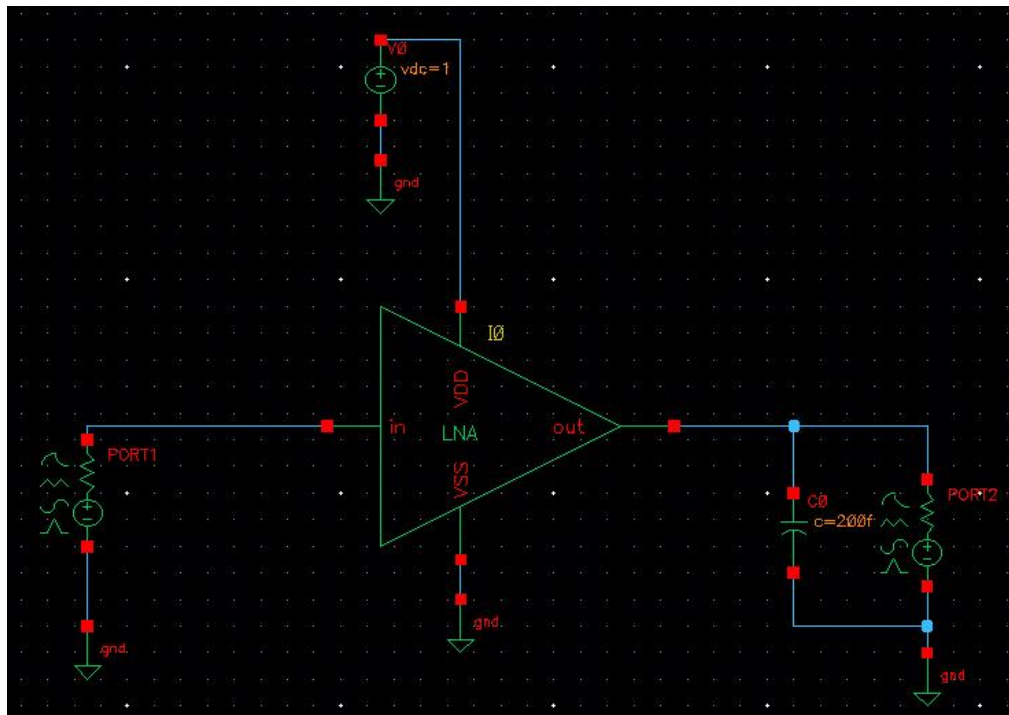 V0
vdc=1
gnd
I0
VDD
in
LNA
out
VSS
PORT1
PORT2
C0
c=200f
gnd
gnd
gnd